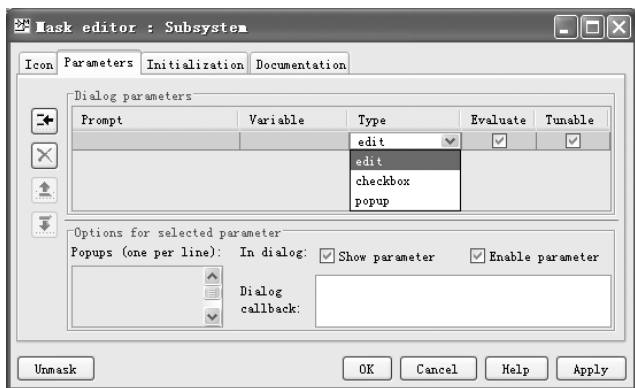 Mask editor : Subsystem
Icon Parameters Initialization Documentation
Dialog parameters
Prompt Variable Type Evaluate Tunable
edit
edit
checkbox
popup
Options for selected parameter
Popups (one per line): In dialog: Show parameter Enable parameter
Dialog
callback:
Unmask OK Cancel Help Apply